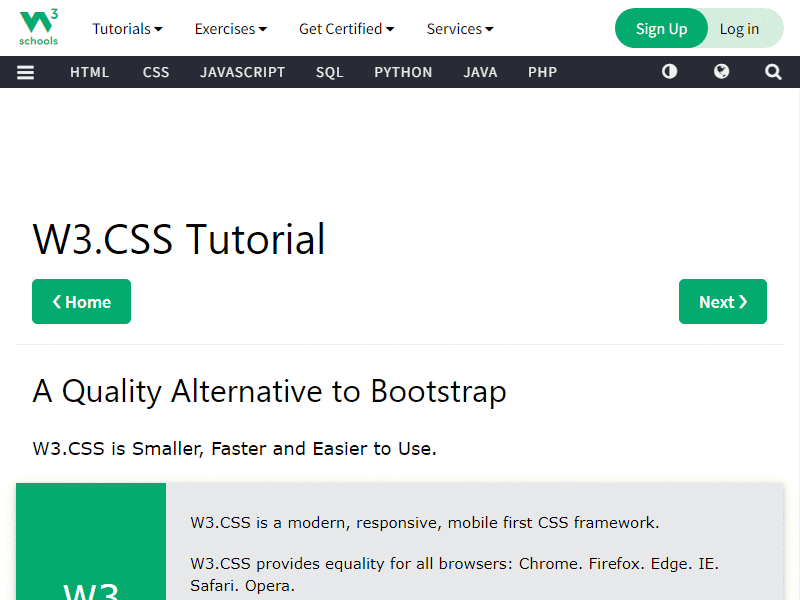 W3 schools
Tutorials Exercises Get Certified Services Sign Up Log in
HTML CSS JAVASCRIPT SQL PYTHON JAVA PHP
W3.CSS Tutorial
❮ Home Next ❯
A Quality Alternative to Bootstrap
W3.CSS is Smaller, Faster and Easier to Use.
W3.CSS is a modern, responsive, mobile first CSS framework.
W3.CSS provides equality for all browsers: Chrome. Firefox. Edge. IE.
Safari. Opera.
W3